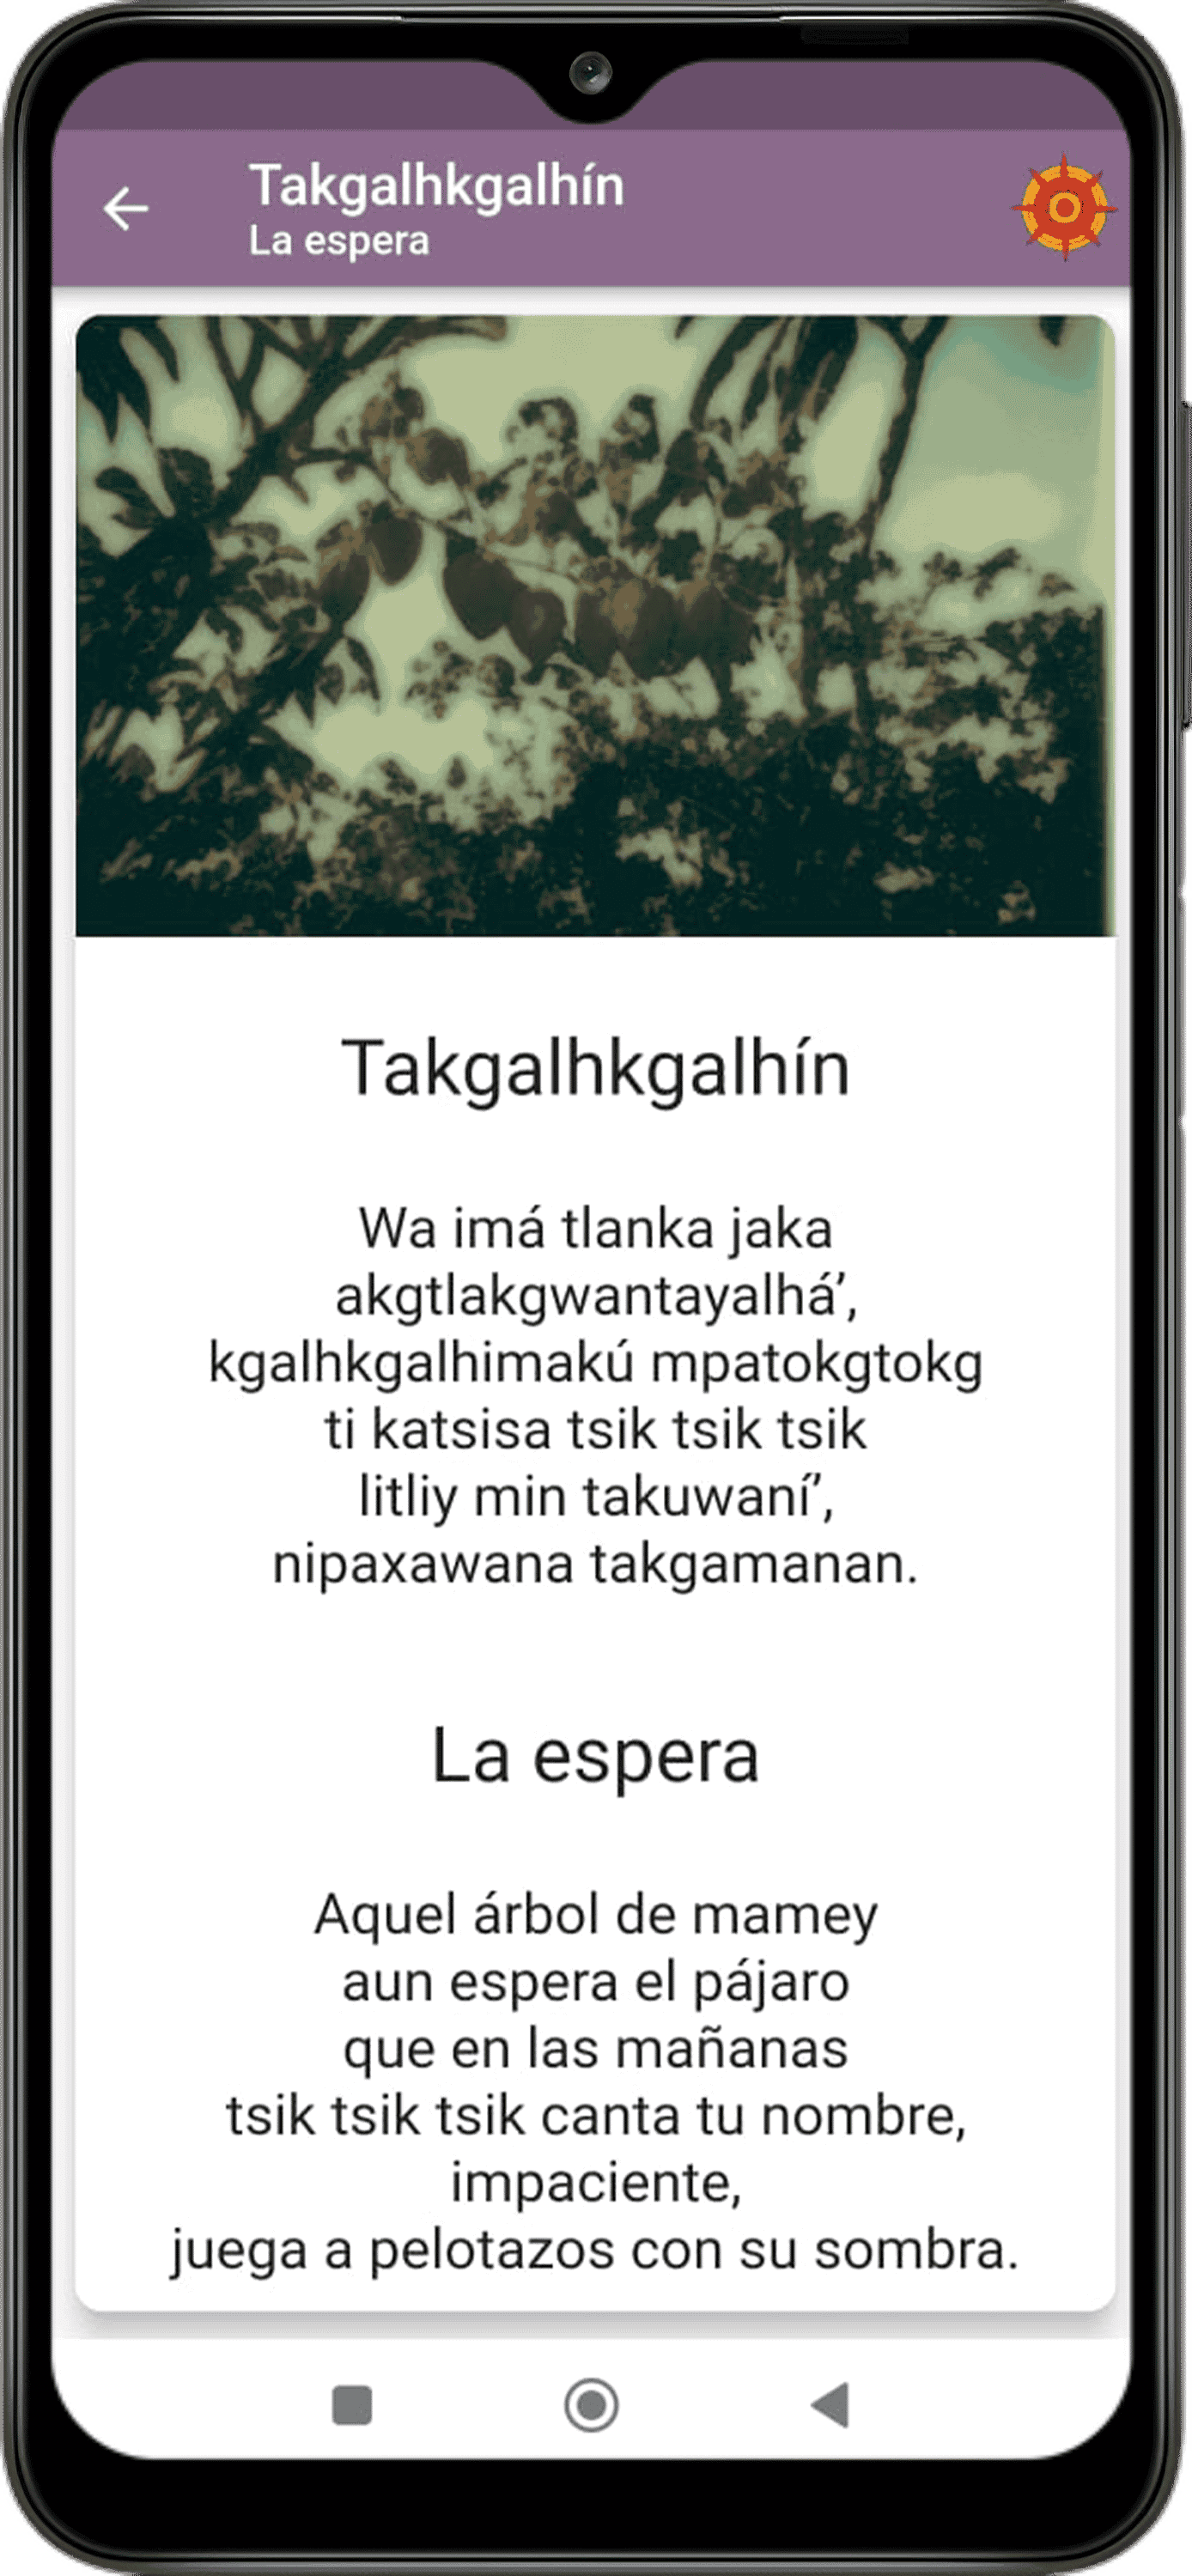 Takgalhkgalhín
La espera
Takgalhkgalhín
Wa imá tlanka jaka
akgtlakgwantayalhá’,
kgalhkgalhimakú mpatokgtokg
ti katsisa tsik tsik tsik
litliy min takuwaní’,
nipaxawana takgamanan.
La espera
Aquel árbol de mamey
aun espera el pájaro
que en las mañanas
tsik tsik tsik canta tu nombre,
impaciente,
juega a pelotazos con su sombra.